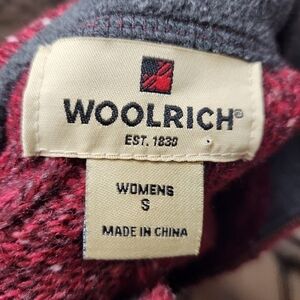 WOOLRICH®
EST. 1830
WOMENS
S
MADE IN CHINA